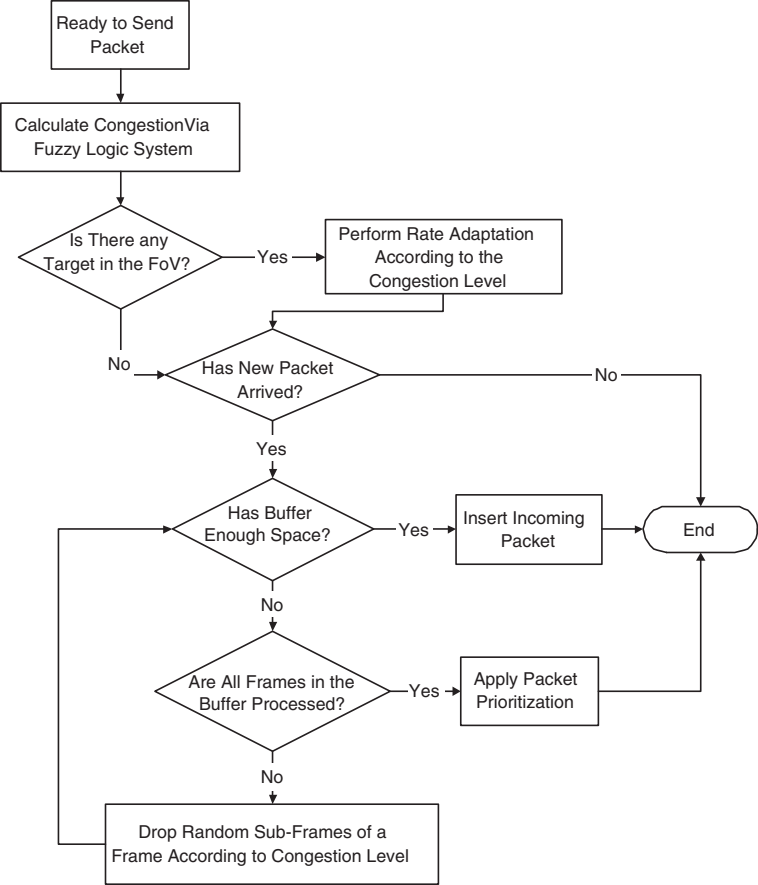 Ready to Send
Packet
Calculate CongestionVia
Fuzzy Logic System
Is There any
Target in the FoV?
Yes
Perform Rate Adaptation
According to the
Congestion Level
No
Has New Packet
Arrived?
No
Yes
Has Buffer
Enough Space?
Yes
Insert Incoming
Packet
End
No
Are All Frames in the
Buffer Processed?
Yes
Apply Packet
Prioritization
No
Drop Random Sub-Frames of a
Frame According to Congestion Level